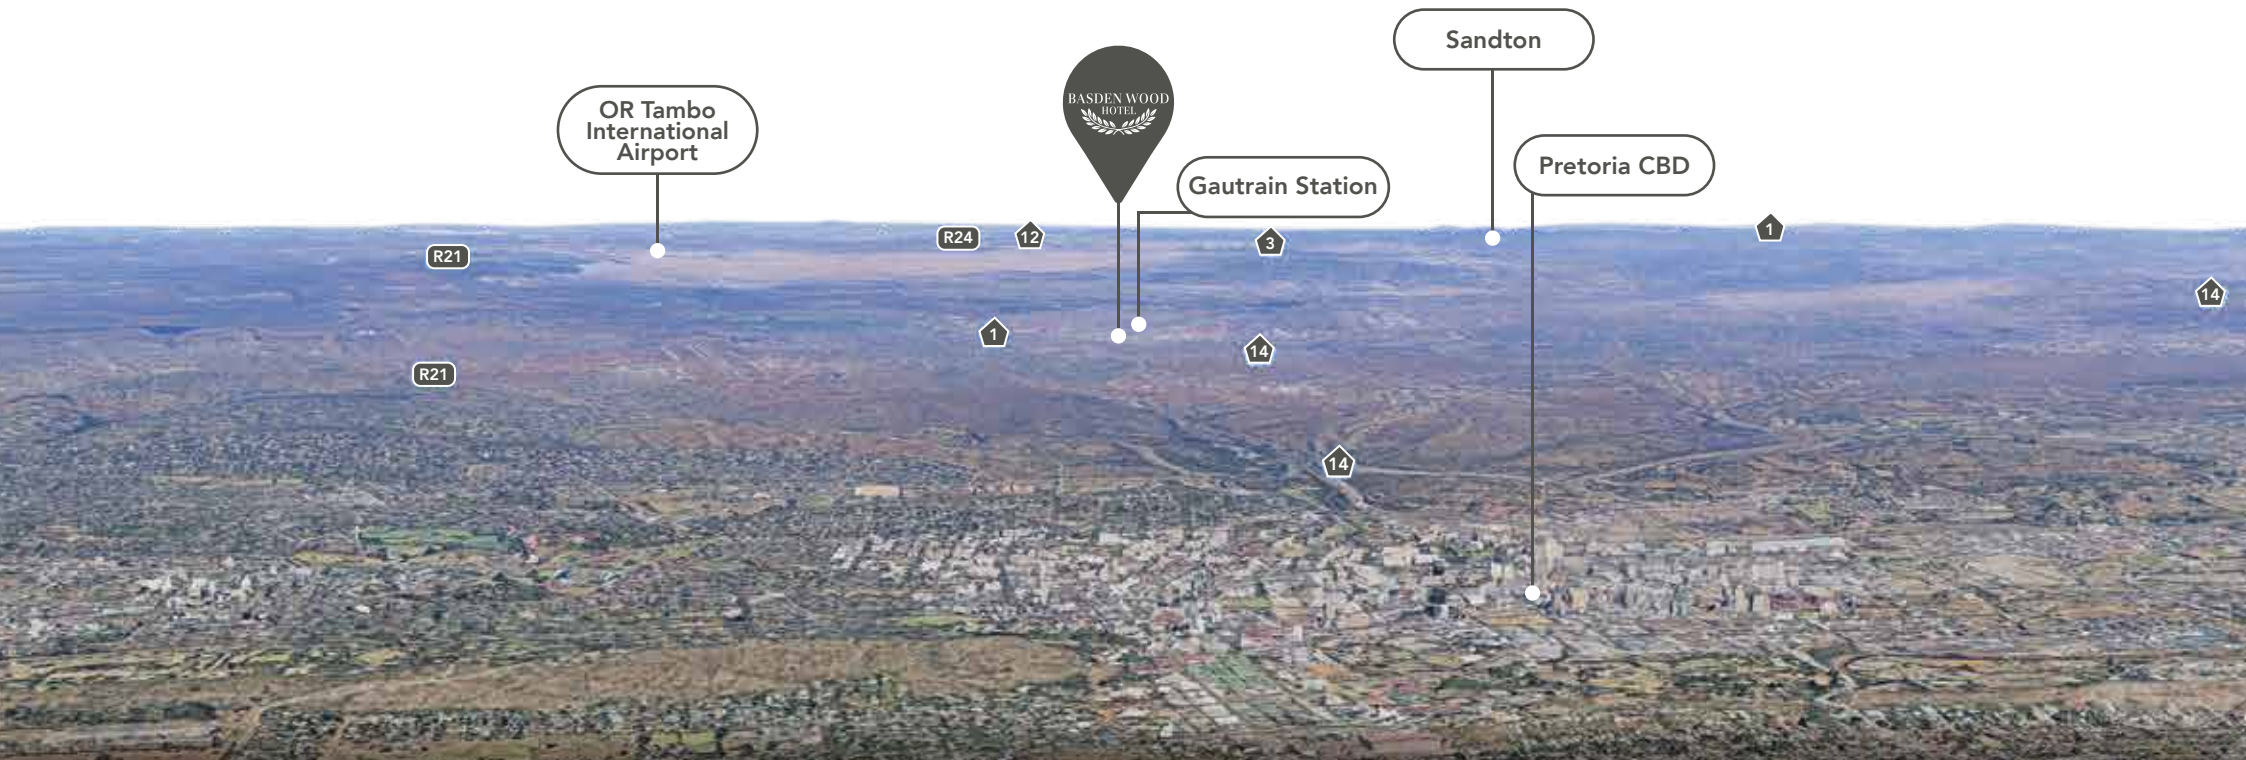 Sandton
OR Tambo
International
Airport
BASDEN WOOD
HOTEL
Gautrain Station
Pretoria CBD
R21
R24
12
3
1
14
1
14
R21
14